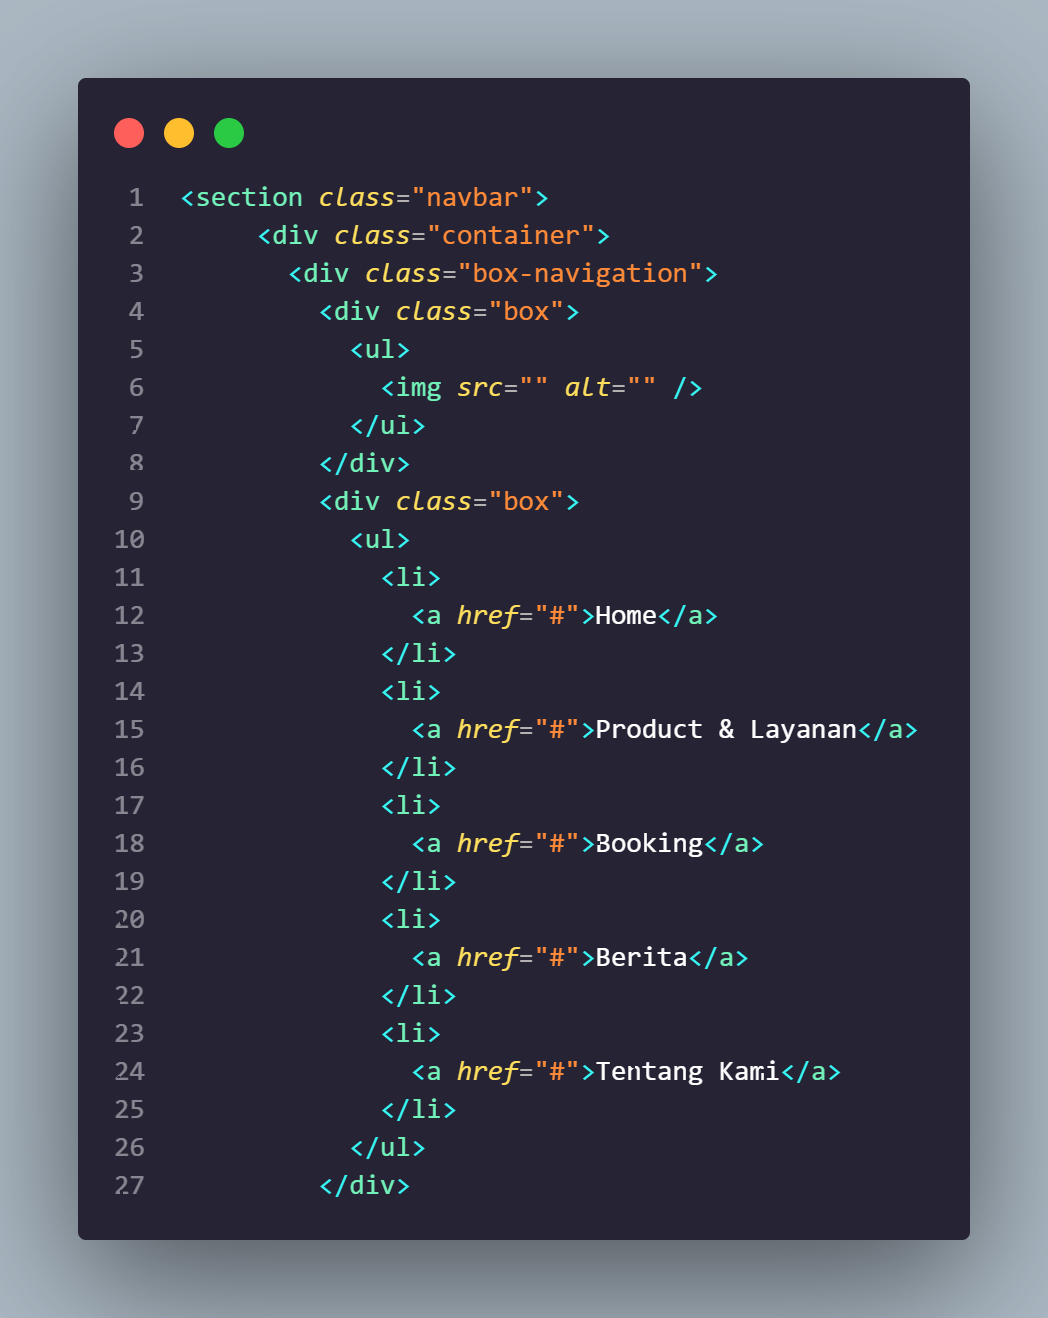 1 <section class="navbar">
2 <div class="container">
3 <div class="box-navigation">
4 <div class="box">
5 <ul>
6 <img src="" alt="" />
7 </ul>
8 </div>
9 <div class="box">
10 <ul>
11 <li>
12 <a href="#">Home</a>
13 </li>
14 <li>
15 <a href="#">Product & Layanan</a>
16 </li>
17 <li>
18 <a href="#">Booking</a>
19 </li>
20 <li>
21 <a href="#">Berita</a>
22 </li>
23 <li>
24 <a href="#">Tentang Kami</a>
25 </li>
26 </ul>
27 </div>